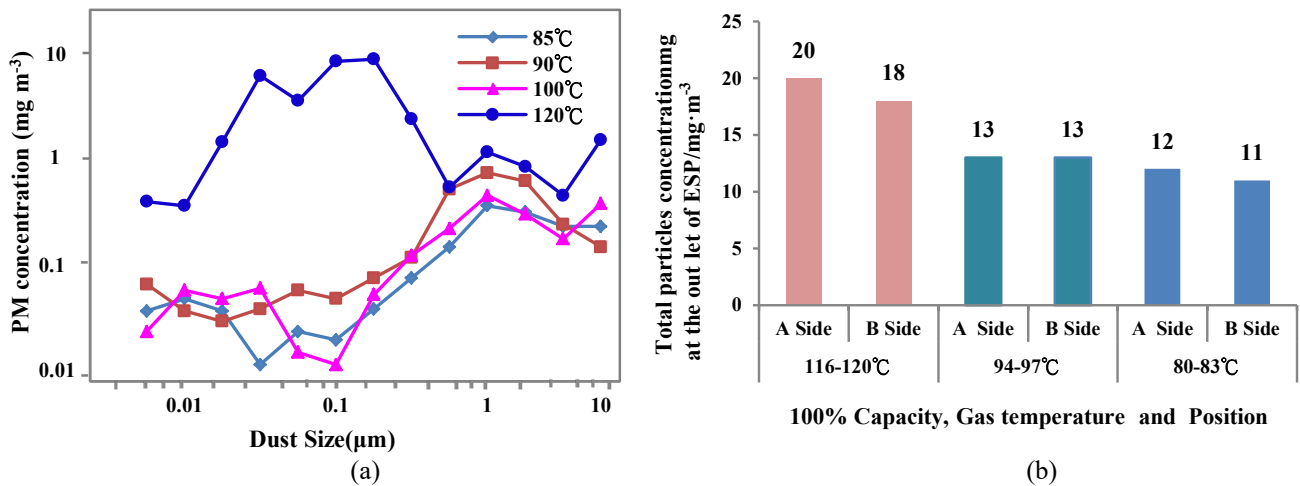 100
10
1
0.1
0.01
PM concentration (mg m⁻³)
85℃
90℃
100℃
120℃
0.01 0.1 1 10
Dust Size(μm)
(a)
Total particles concentrationmg
at the out let of ESP/mg·m⁻³
25
20
15
10
5
0
20 18 13 13 12 11
A Side B Side A Side B Side A Side B Side
116-120℃ 94-97℃ 80-83℃
100% Capacity, Gas temperature and Position
(b)